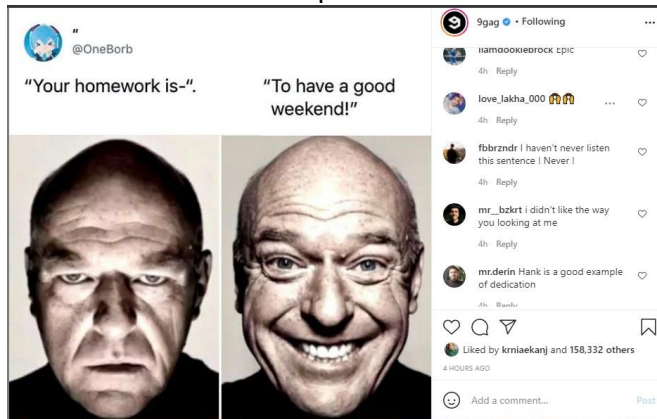 "
@OneBorb
"Your homework is-".
"To have a good
weekend!"
9gag • Following
liamdookiebrock Epic
4h Reply
love_lakha_000
4h Reply
fbbrzndr I haven't never listen
this sentence ! Never !
4h Reply
mr__bzkrt i didn't like the way
you looking at me
4h Reply
mr.derin Hank is a good example
of dedication
4h Reply
Liked by krniaekanj and 158,332 others
4 HOURS AGO
Add a comment...
Post